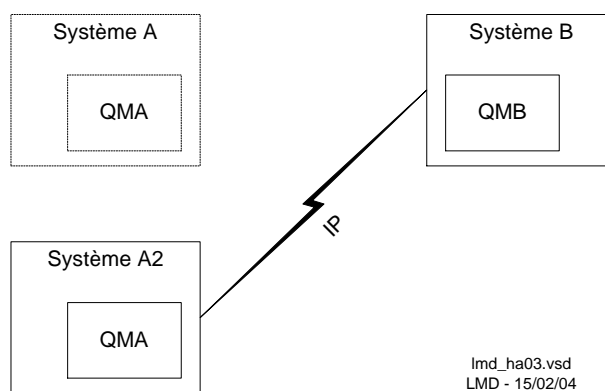 Système A
QMA
Système B
QMB
IP
Système A2
QMA
lmd_ha03.vsd
LMD - 15/02/04